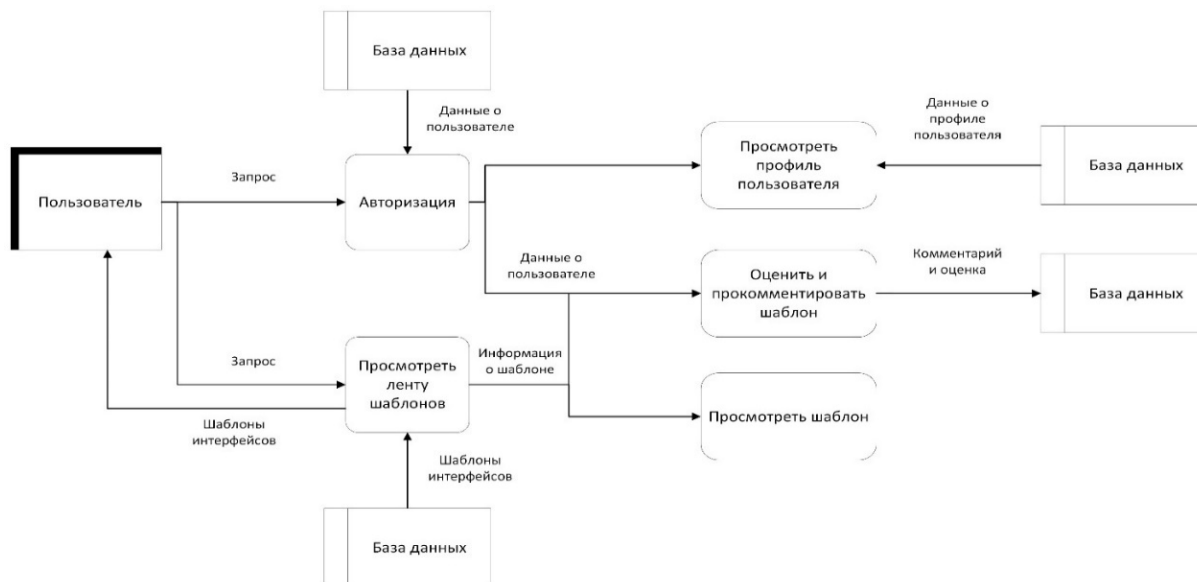 База данных
Данные о
пользователе
Данные о
профиле
пользователя
Пользователь
Запрос
Авторизация
Просмотреть
профиль
пользователя
База данных
Данные о
пользователе
Оценить и
прокомментировать
шаблон
Комментарий
и оценка
База данных
Запрос
Просмотреть
ленту
шаблонов
Информация
о шаблоне
Просмотреть шаблон
Шаблоны
интерфейсов
Шаблоны
интерфейсов
База данных